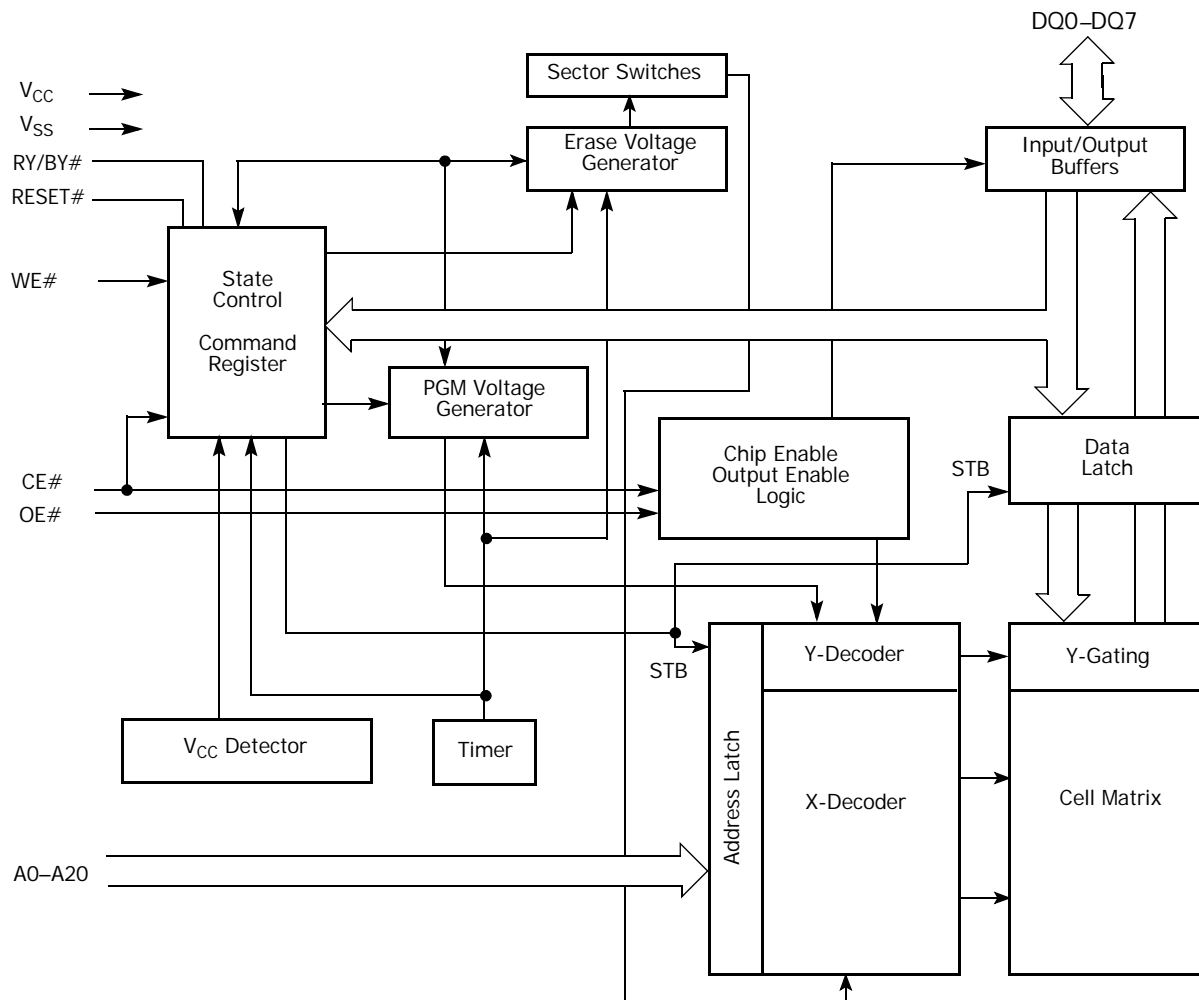 DQ0–DQ7
Sector Switches
VCC
VSS
RY/BY#
RESET#
Erase Voltage
Generator
Input/Output
Buffers
WE#
State
Control
Command
Register
PGM Voltage
Generator
CE#
OE#
Chip Enable
Output Enable
Logic
STB
Data
Latch
STB
Y-Decoder
Y-Gating
VCC Detector
Timer
Address Latch
X-Decoder
Cell Matrix
A0–A20